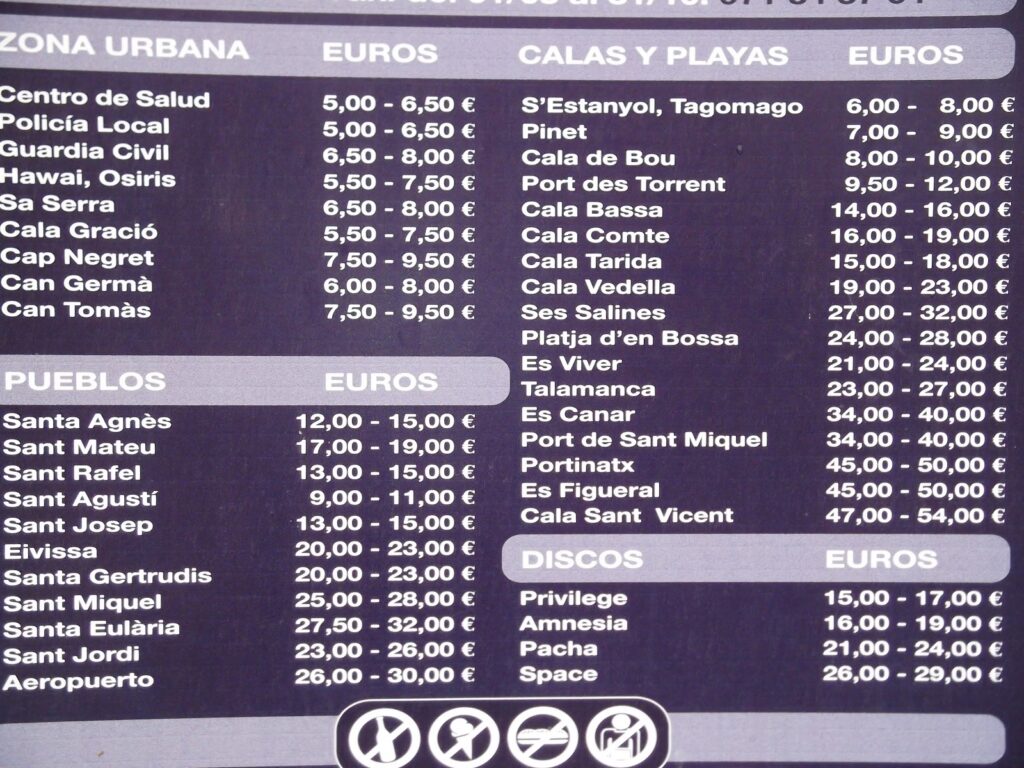 ZONA URBANA EUROS
Centro de Salud 5,00 - 6,50 €
Policía Local 5,00 - 6,50 €
Guardia Civil 6,50 - 8,00 €
Hawai, Osiris 5,50 - 7,50 €
Sa Serra 6,50 - 8,00 €
Cala Gració 5,50 - 7,50 €
Cap Negret 7,50 - 9,50 €
Can Germà 6,00 - 8,00 €
Can Tomàs 7,50 - 9,50 €
PUEBLOS EUROS
Santa Agnès 12,00 - 15,00 €
Sant Mateu 17,00 - 19,00 €
Sant Rafel 13,00 - 15,00 €
Sant Agustí 9,00 - 11,00 €
Sant Josep 13,00 - 15,00 €
Eivissa 20,00 - 23,00 €
Santa Gertrudis 20,00 - 23,00 €
Sant Miquel 25,00 - 28,00 €
Santa Eulària 27,50 - 32,00 €
Sant Jordi 23,00 - 26,00 €
Aeropuerto 26,00 - 30,00 €
CALAS Y PLAYAS EUROS
S'Estanyol, Tagomago 6,00 - 8,00 €
Pinet 7,00 - 9,00 €
Cala de Bou 8,00 - 10,00 €
Port des Torrent 9,50 - 12,00 €
Cala Bassa 14,00 - 16,00 €
Cala Comte 16,00 - 19,00 €
Cala Tarida 15,00 - 18,00 €
Cala Vedella 19,00 - 23,00 €
Ses Salines 27,00 - 32,00 €
Platja d'en Bossa 24,00 - 28,00 €
Es Viver 21,00 - 24,00 €
Talamanca 23,00 - 27,00 €
Es Canar 34,00 - 40,00 €
Port de Sant Miquel 34,00 - 40,00 €
Portinatx 45,00 - 50,00 €
Es Figueral 45,00 - 50,00 €
Cala Sant Vicent 47,00 - 54,00 €
DISCOS EUROS
Privilege 15,00 - 17,00 €
Amnesia 16,00 - 19,00 €
Pacha 21,00 - 24,00 €
Space 26,00 - 29,00 €